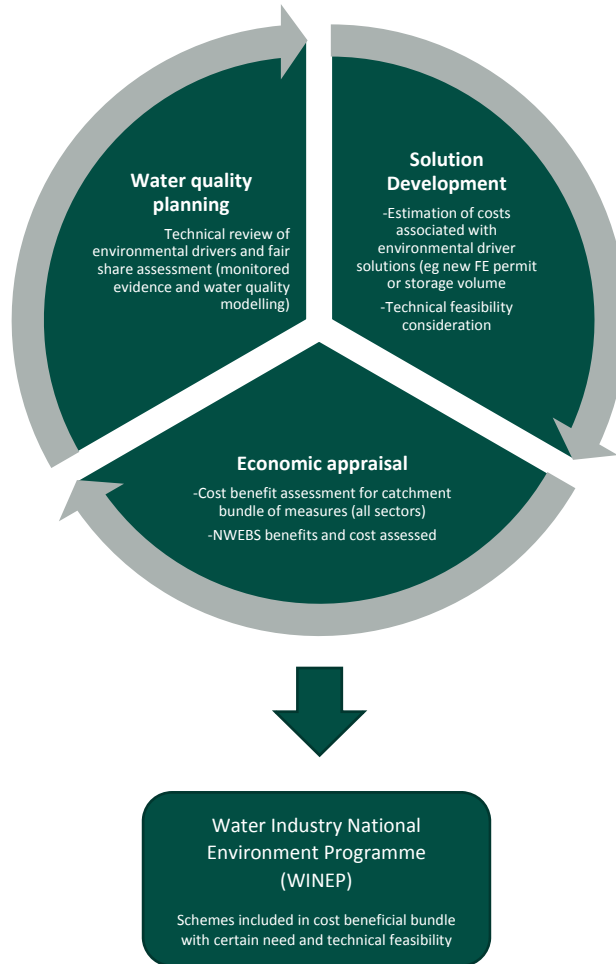 Water quality
planning
Technical review of
environmental drivers and fair
share assessment (monitored
evidence and water quality
modelling)
Solution
Development
-Estimation of costs
associated with
environmental driver
solutions (eg new FE permit
or storage volume
-Technical feasibility
consideration
Economic appraisal
-Cost benefit assessment for catchment
bundle of measures (all sectors)
-NWEBS benefits and cost assessed
Water Industry National
Environment Programme
(WINEP)
Schemes included in cost beneficial bundle
with certain need and technical feasibility